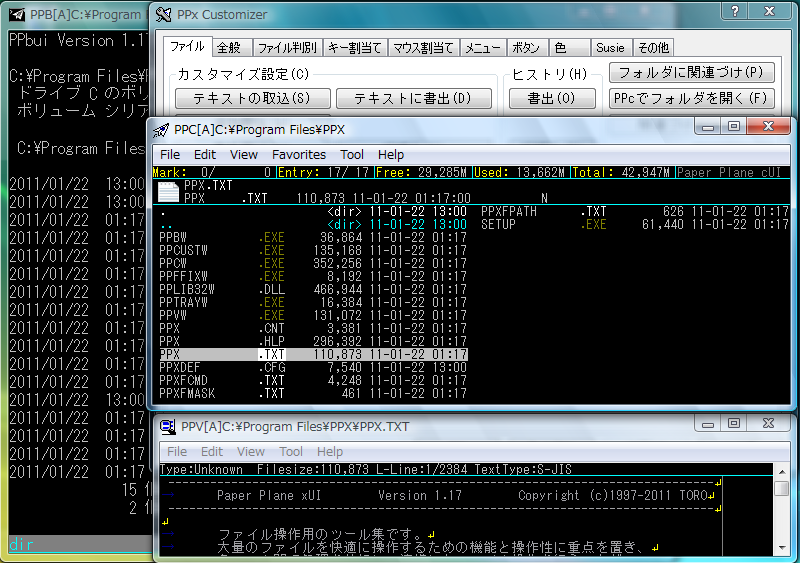 PPB[A]C:¥Program F
PPbui Version 1.17
C:¥Program Files¥
ドライブ C のボ
ボリューム シリア
C:¥Program Files
2011/01/22 13:00
2011/01/22 13:00
2011/01/22 01:17
2011/01/22 01:17
2011/01/22 01:17
2011/01/22 01:17
2011/01/22 01:17
2011/01/22 01:17
2011/01/22 01:17
2011/01/22 01:17
2011/01/22 01:17
2011/01/22 01:17
2011/01/22 13:00
2011/01/22 01:17
2011/01/22 01:17
2011/01/22 01:17
2011/01/22 01:17
15 個
2 個
dir
PPx Customizer
ファイル 全般 ファイル判別 キー割当て マウス割当て メニュー ボタン 色 Susie その他
カスタマイズ設定(C)
テキストの取込(S) テキストに書出(D)
ヒストリ(H)
書出(O)
フォルダに関連づけ(P)
PPcでフォルダを開く(F)
PPC[A]C:¥Program Files¥PPX
File Edit View Favorites Tool Help
Mark: 0/ 0 Entry: 17/ 17 Free: 29,285M Used: 13,662M Total: 42,947M Paper Plane cUI
PPX.TXT
PPX .TXT 110,873 11-01-22 01:17:00 N
. <dir> 11-01-22 13:00
.. <dir> 11-01-22 13:00
PPBW .EXE 36,864 11-01-22 01:17
PPCUSTW .EXE 135,168 11-01-22 01:17
PPCW .EXE 352,256 11-01-22 01:17
PPFFIXW .EXE 8,192 11-01-22 01:17
PPLIB32W .DLL 466,944 11-01-22 01:17
PPTRAYW .EXE 16,384 11-01-22 01:17
PPVW .EXE 131,072 11-01-22 01:17
PPX .CNT 3,381 11-01-22 01:17
PPX .HLP 296,392 11-01-22 01:17
PPX .TXT 110,873 11-01-22 01:17
PPXDEF .CFG 7,540 11-01-22 13:00
PPXFCMD .TXT 4,248 11-01-22 01:17
PPXFMASK .TXT 461 11-01-22 01:17
PPXFPATH .TXT 626 11-01-22 01:17
SETUP .EXE 61,440 11-01-22 01:17
PPV[A]C:¥Program Files¥PPX¥PPX.TXT
File Edit View Tool Help
Type:Unknown Filesize:110,873 L-Line:1/2384 TextType:S-JIS
Paper Plane xUI Version 1.17 Copyright (c)1997-2011 TORO
ファイル操作用のツール集です。
大量のファイルを快適に操作するための機能と操作性に重点を置き、